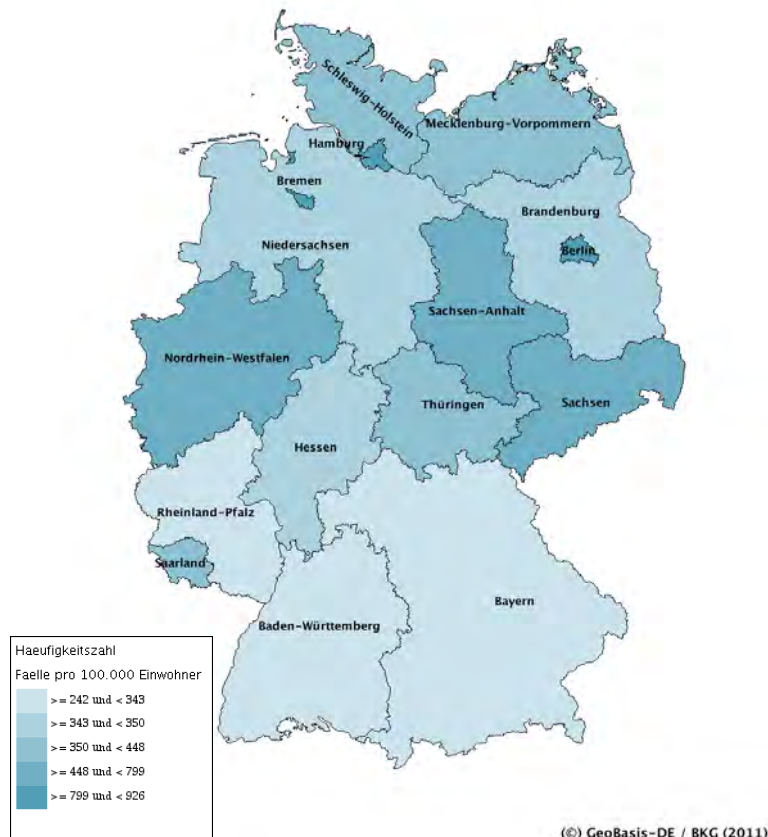 Schleswig-Holstein
Mecklenburg-Vorpommern
Hamburg
Bremen
Brandenburg
Niedersachsen
Berlin
Sachsen-Anhalt
Nordrhein-Westfalen
Thüringen
Sachsen
Hessen
Rheinland-Pfalz
Saarland
Bayern
Baden-Württemberg
Haeufigkeitszahl
Faelle pro 100.000 Einwohner
>= 242 und < 343
>= 343 und < 350
>= 350 und < 448
>= 448 und < 799
>= 799 und < 926
(©) GeoBasis-DE / BKG (2011)